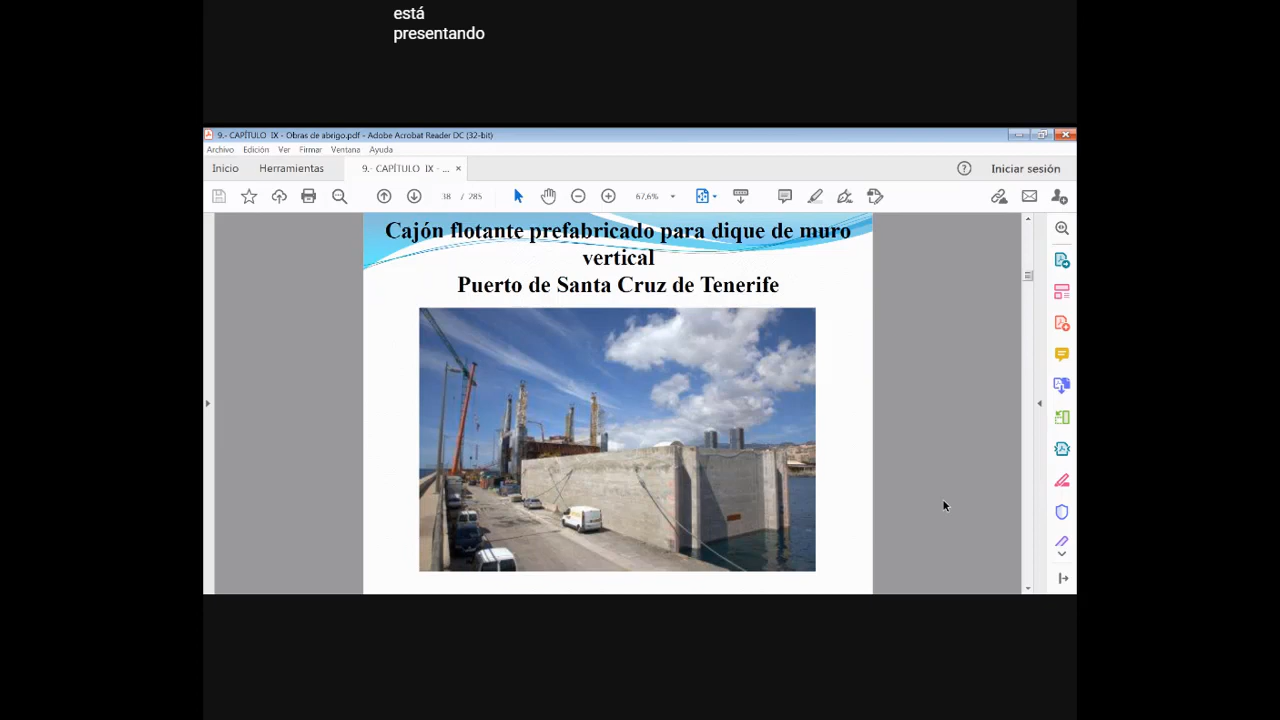 está
presentando
9.- CAPÍTULO IX - Obras de abrigo.pdf - Adobe Acrobat Reader DC (32-bit)
Archivo Edición Ver Firmar Ventana Ayuda
Inicio Herramientas 9.- CAPÍTULO IX - ... × Iniciar sesión
38 / 285 67,6%
Cajón flotante prefabricado para dique de muro
vertical
Puerto de Santa Cruz de Tenerife